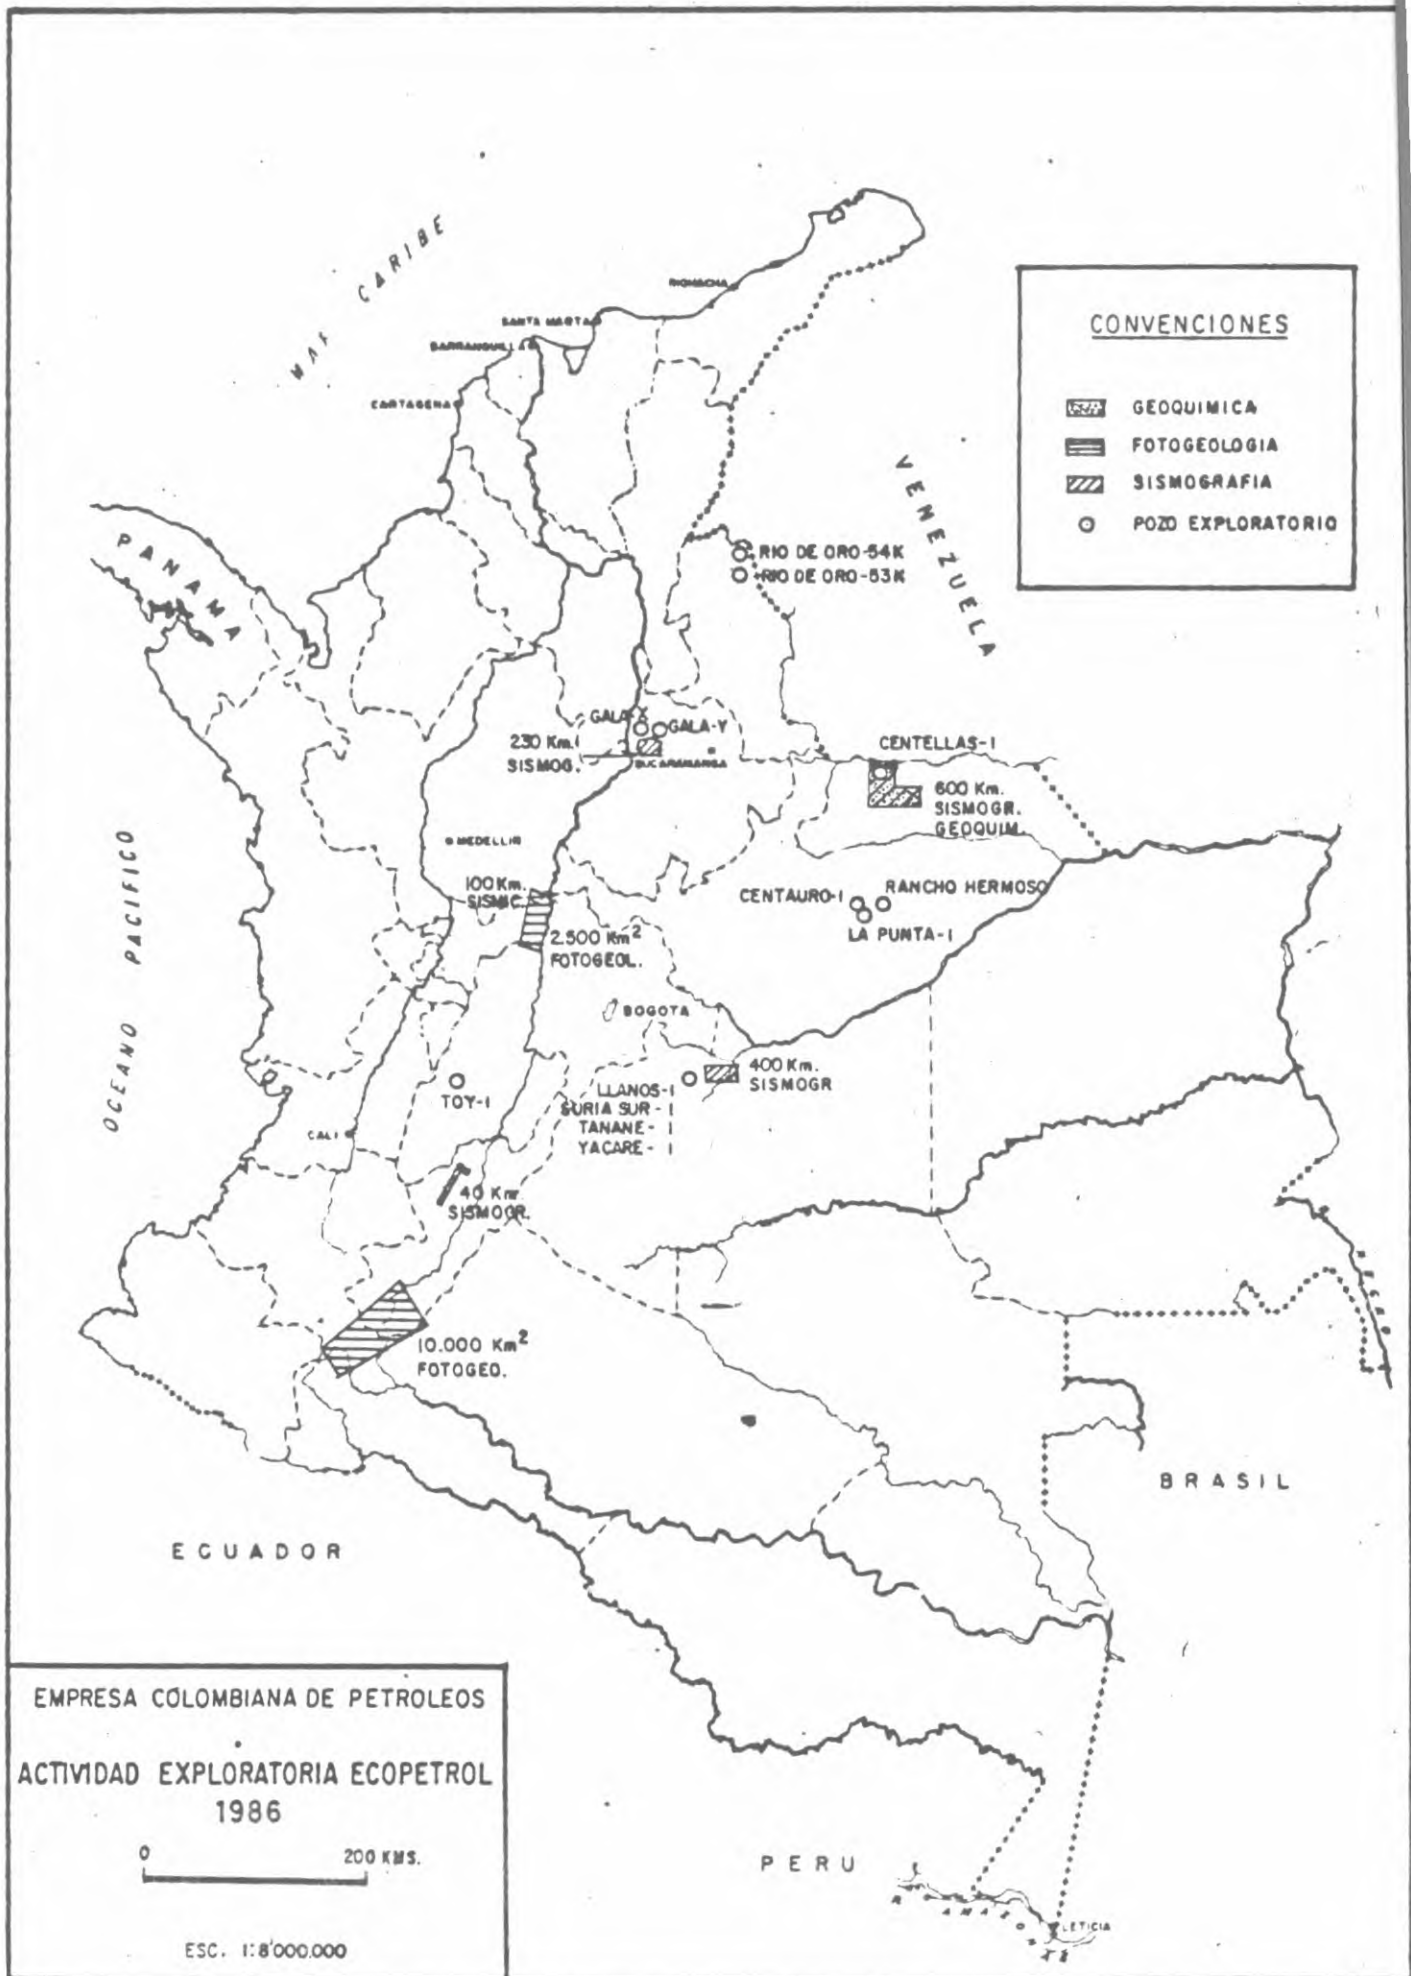 MAR CARIBE
RIOHACHA
SANTA MARTA
BARRANQUILLA
CARTAGENA
CONVENCIONES
GEOQUIMICA
FOTOGEOLOGIA
SISMOGRAFIA
POZO EXPLORATORIO
VENEZUELA
PANAMA
RIO DE ORO-54K
RIO DE ORO-53K
GALA-X
GALA-Y
230 Km.
SISMOG.
BUCARAMANGA
CENTELLAS-1
600 Km.
SISMOGR.
GEOQUIM.
MEDELLIN
100 Km.
SISMIC.
2.500 Km²
FOTOGEOL.
CENTAURO-1
RANCHO HERMOSO
LA PUNTA-1
OCEANO PACIFICO
BOGOTA
400 Km.
SISMOGR
LLANOS-1
SURIA SUR-1
TANANE-1
YACARE-1
TOY-1
CALI
40 Km.
SISMOGR.
10.000 Km²
FOTOGEO.
BRASIL
ECUADOR
PERU
LETICIA
EMPRESA COLOMBIANA DE PETROLEOS
ACTIVIDAD EXPLORATORIA ECOPETROL
1986
0 200 KMS.
ESC. 1:8'000.000